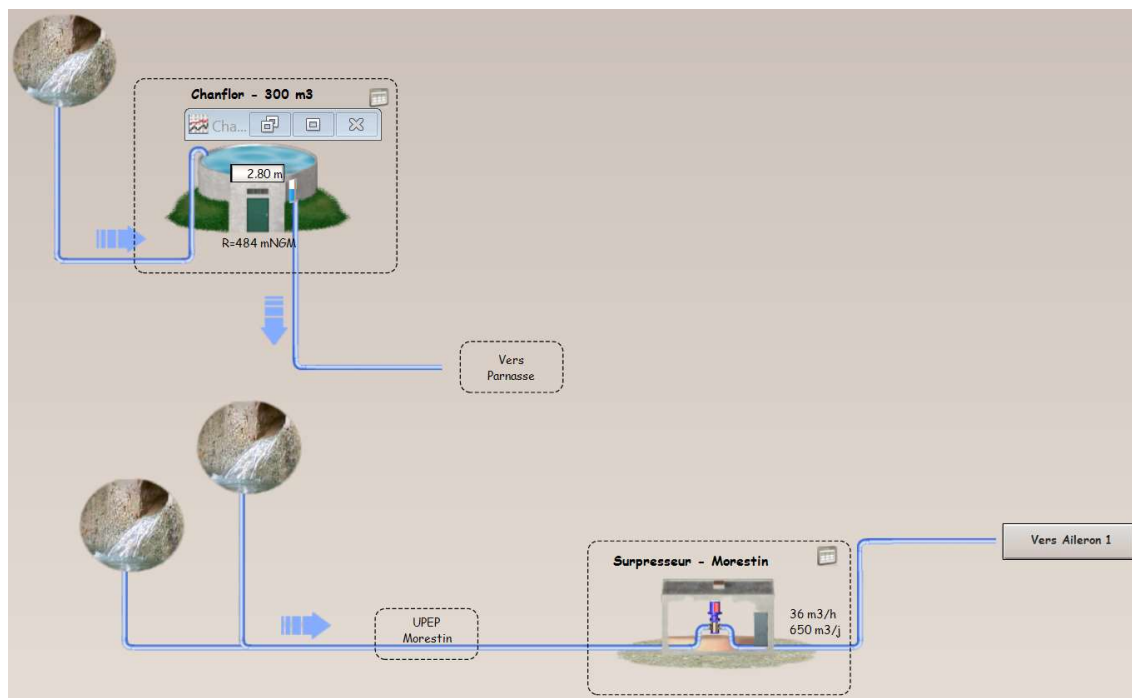 Chanflor - 300 m3
Cha...
2.80 m
R=484 mNGM
Vers
Parnasse
Vers Aileron 1
Surpresseur - Morestin
36 m3/h
650 m3/j
UPEP
Morestin